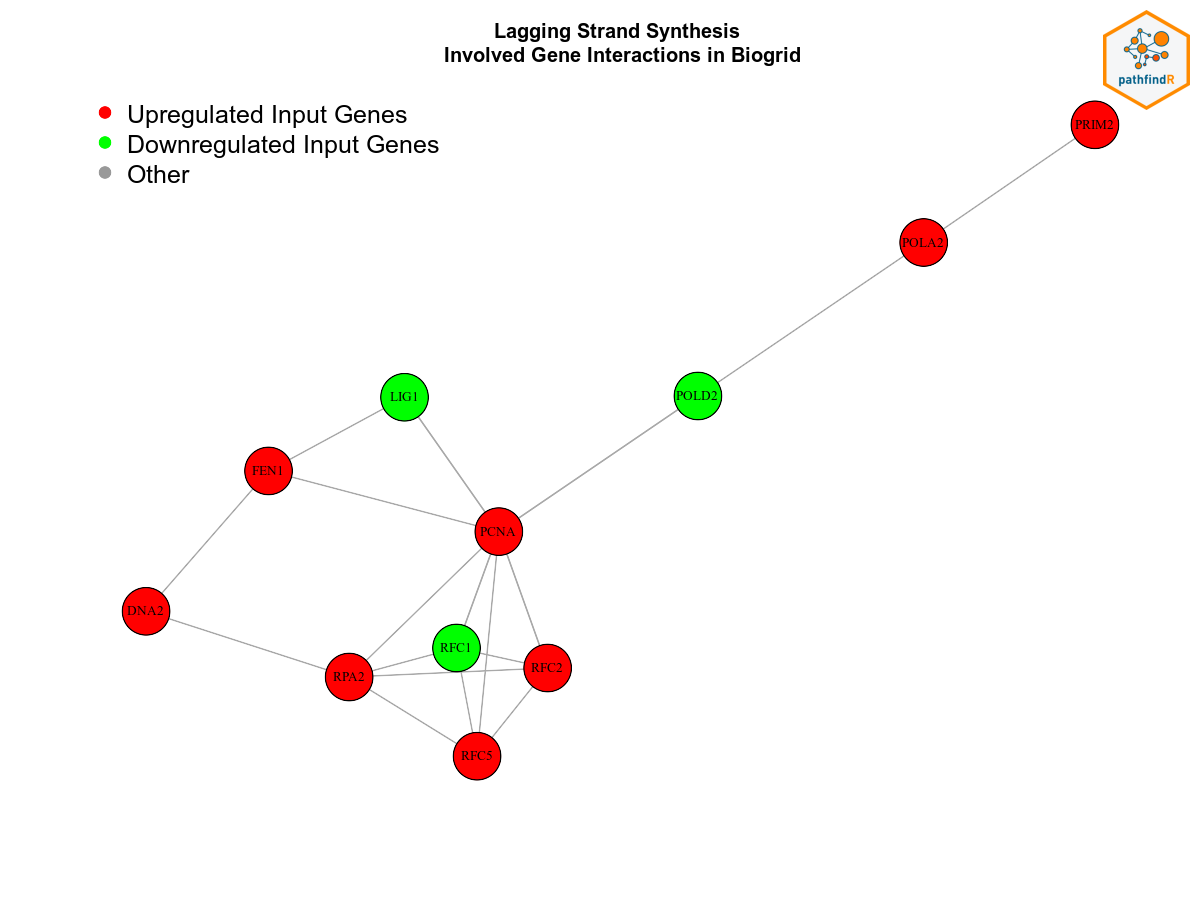 Lagging Strand Synthesis
Involved Gene Interactions in Biogrid
pathfindR
Upregulated Input Genes
Downregulated Input Genes
Other
PRIM2
POLA2
POLD2
LIG1
FEN1
PCNA
DNA2
RFC1
RFC2
RPA2
RFC5